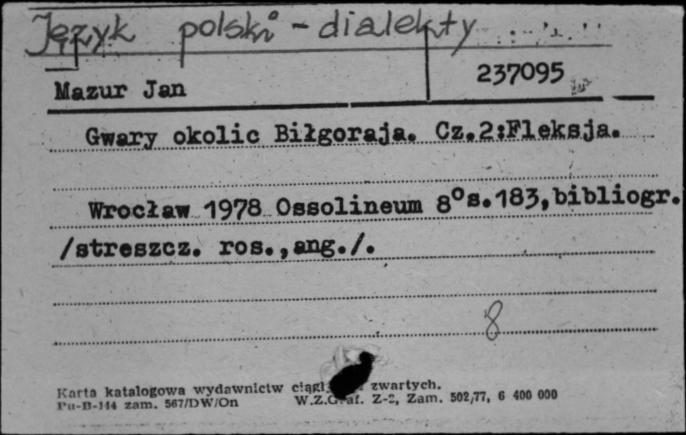 Język polski - dialekty
237095
Mazur Jan
Gwary okolic Biłgoraja. Cz.2:Fleksja.
Wrocław 1978 Ossolineum 8°s.183,bibliogr.
/streszcz. ros.,ang./.
8
Karta katalogowa wydawnictw zwartych.
Pu-B-144 zam. 567/DW/On W.Z.Graf. Z-2, Zam. 502/77, 6 400 000